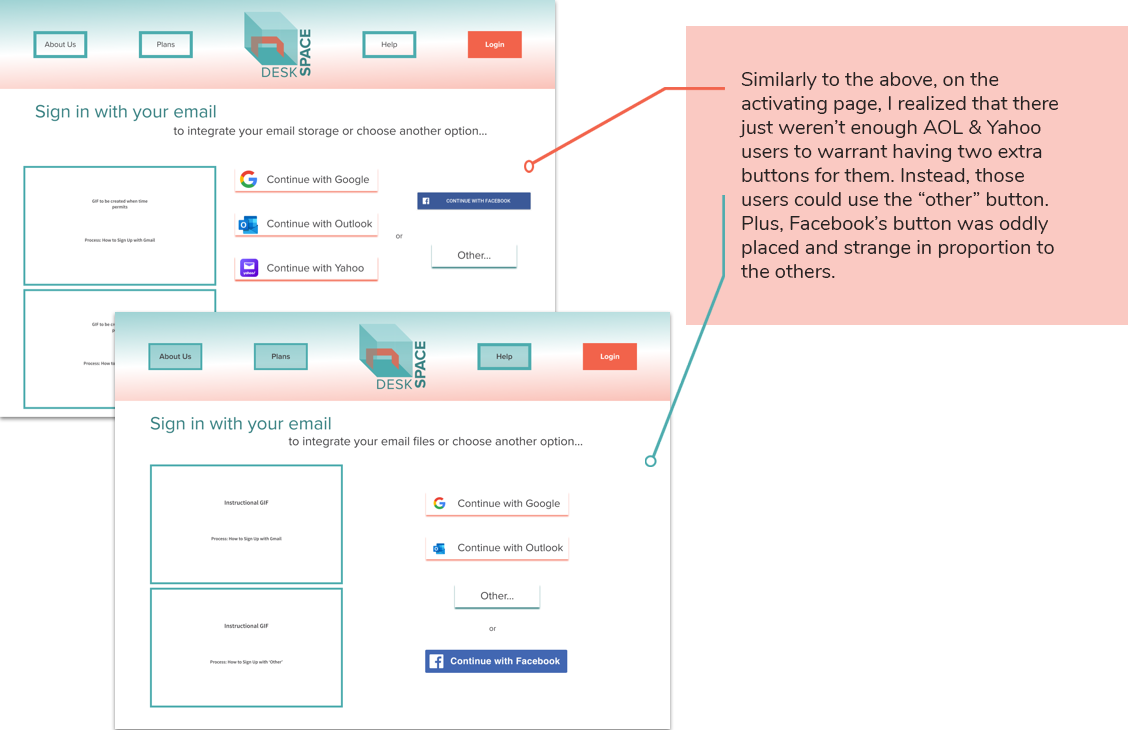 About Us
Plans
DESK SPACE
Help
Login
Sign in with your email
to integrate your email storage or choose another option...
GIF to be created when time
permits
Process: How to Sign Up with Gmail
Continue with Google
Continue with Outlook
yahoo!
Continue with Yahoo
or
CONTINUE WITH FACEBOOK
Other...
GIF to be
Process: How to
Similarly to the above, on the
activating page, I realized that there
just weren’t enough AOL & Yahoo
users to warrant having two extra
buttons for them. Instead, those
users could use the “other” button.
Plus, Facebook’s button was oddly
placed and strange in proportion to
the others.
About Us
Plans
DESK SPACE
Help
Login
Sign in with your email
to integrate your email files or choose another option...
Instructional GIF
Process: How to Sign Up with Gmail
Instructional GIF
Process: How to Sign Up with 'Other'
Continue with Google
Continue with Outlook
Other...
or
Continue with Facebook